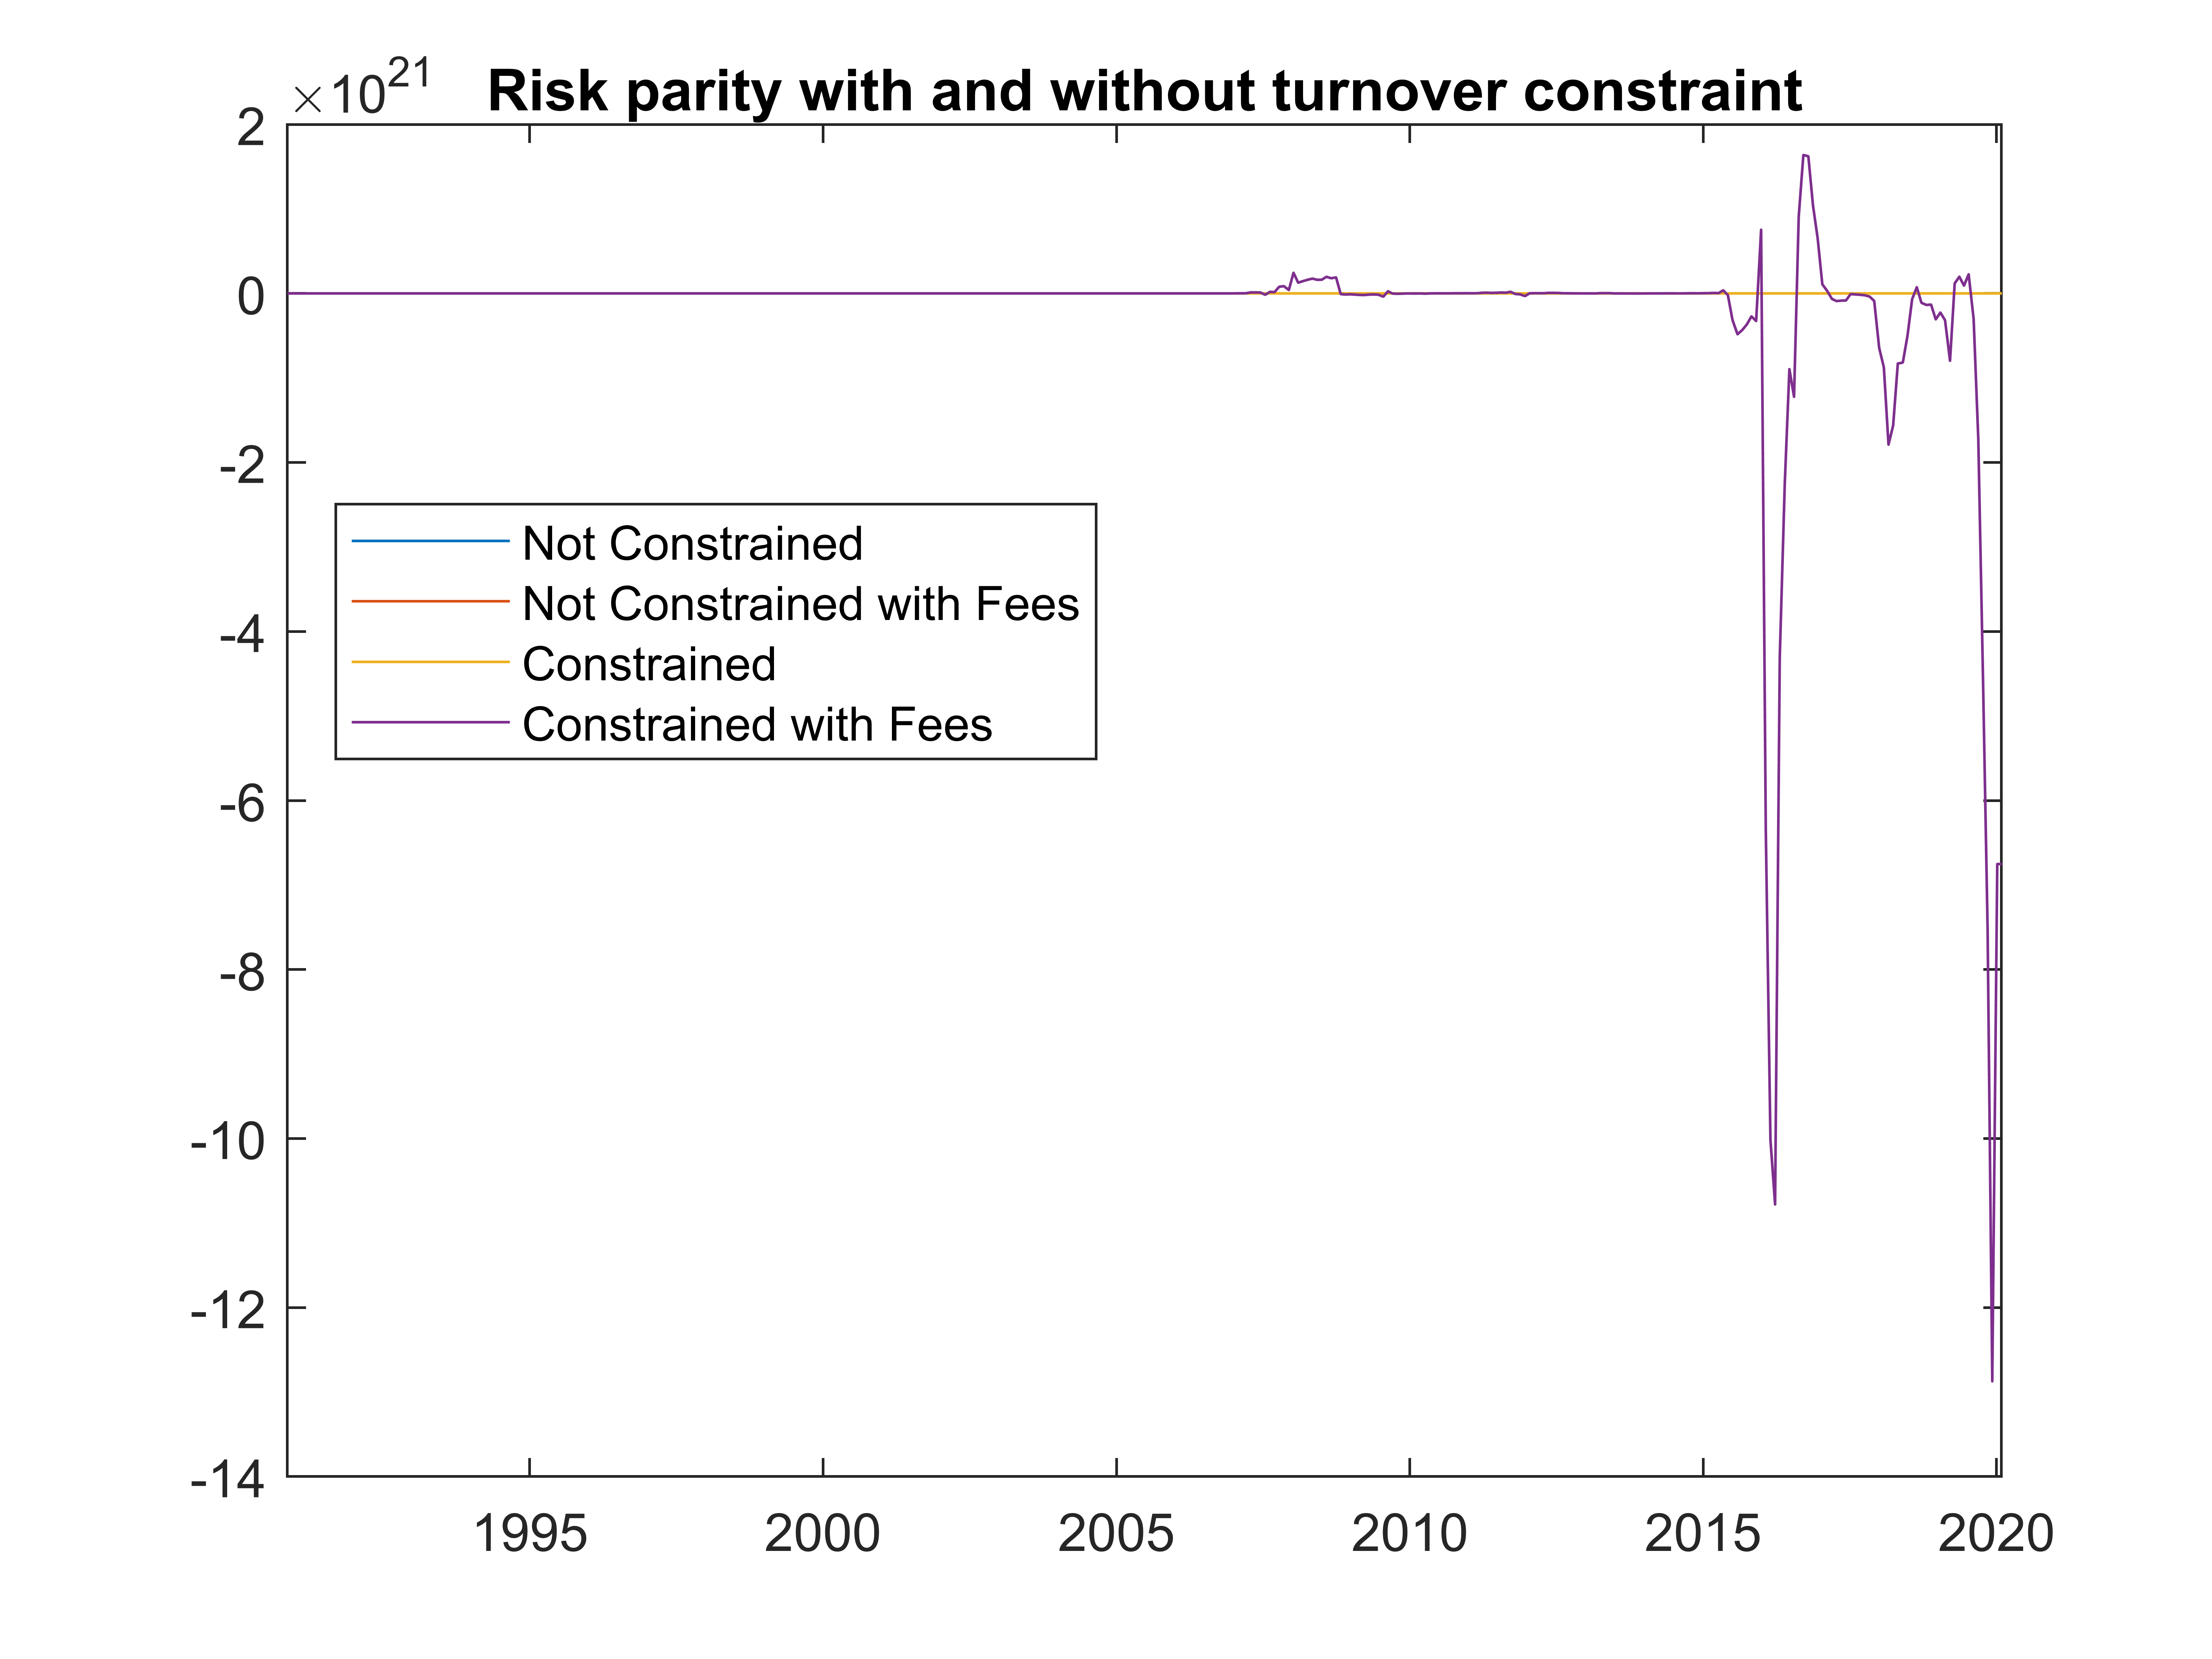 ×10^21
Risk parity with and without turnover constraint
2
0
-2
-4
-6
-8
-10
-12
-14
Not Constrained
Not Constrained with Fees
Constrained
Constrained with Fees
1995 2000 2005 2010 2015 2020